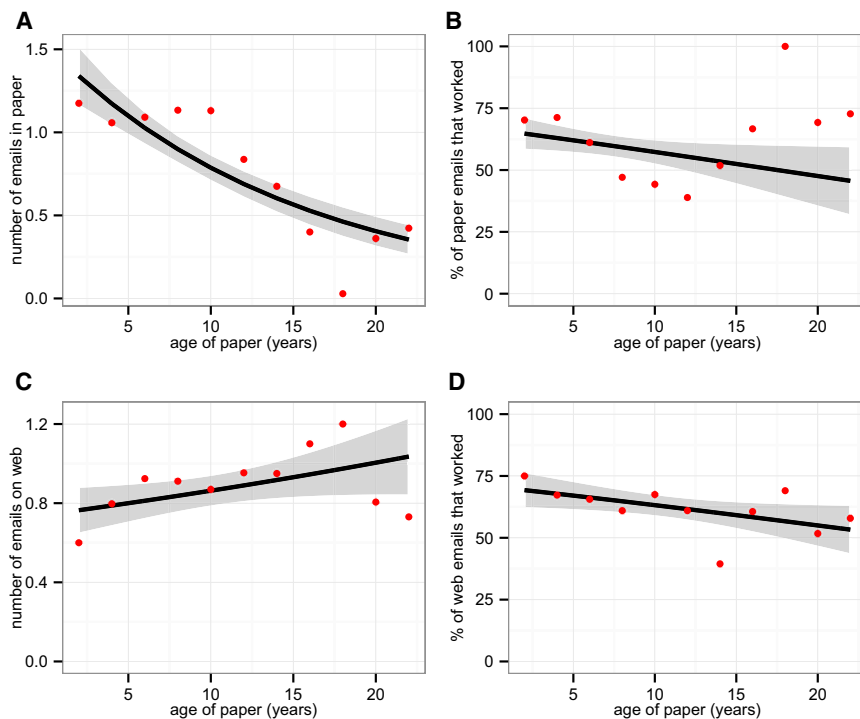 A
number of emails in paper
1.5
1.0
0.5
0.0
5 10 15 20
age of paper (years)
B
% of paper emails that worked
100
75
50
25
0
5 10 15 20
age of paper (years)
C
number of emails on web
1.2
0.8
0.4
0.0
5 10 15 20
age of paper (years)
D
% of web emails that worked
100
75
50
25
0
5 10 15 20
age of paper (years)